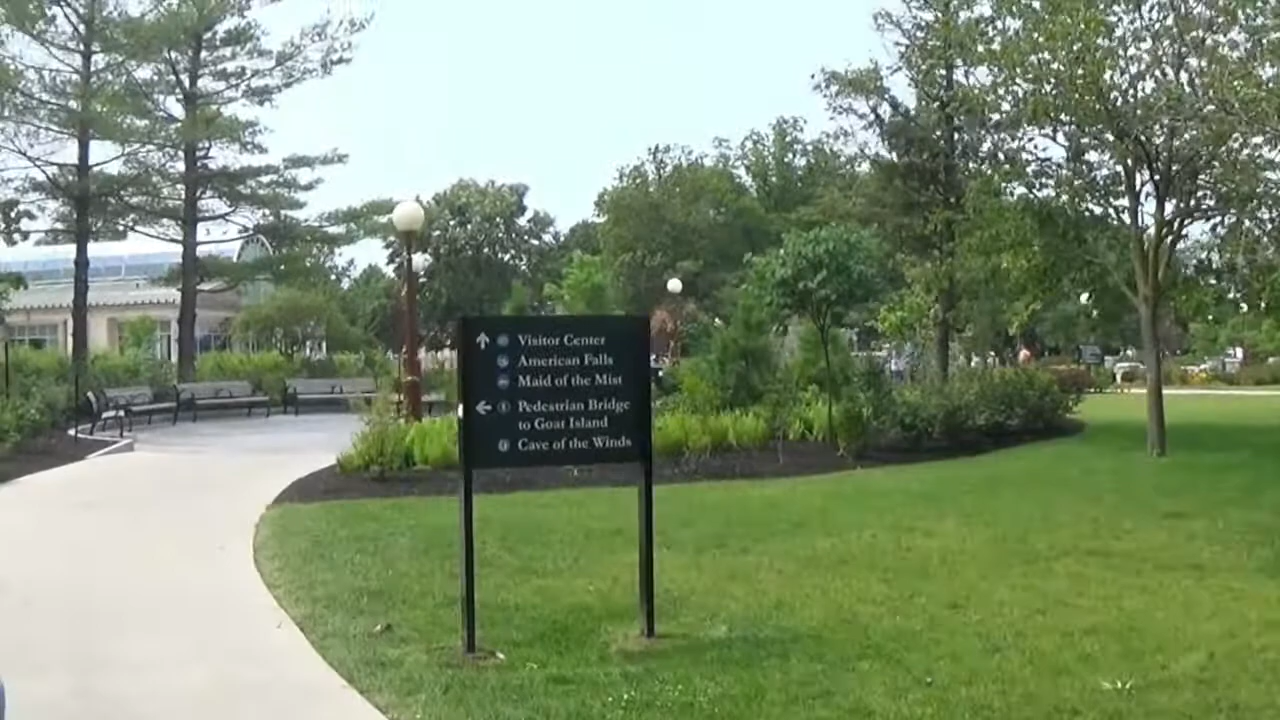 Visitor Center
American Falls
Maid of the Mist
Pedestrian Bridge
to Goat Island
Cave of the Winds